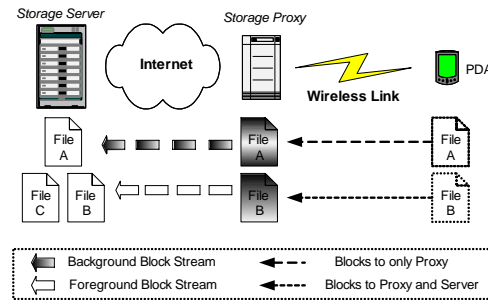 Storage Server
Storage Proxy
Internet
PDA
Wireless Link
File A
File A
File A
File C
File B
File B
File B
Background Block Stream
Blocks to only Proxy
Foreground Block Stream
Blocks to Proxy and Server